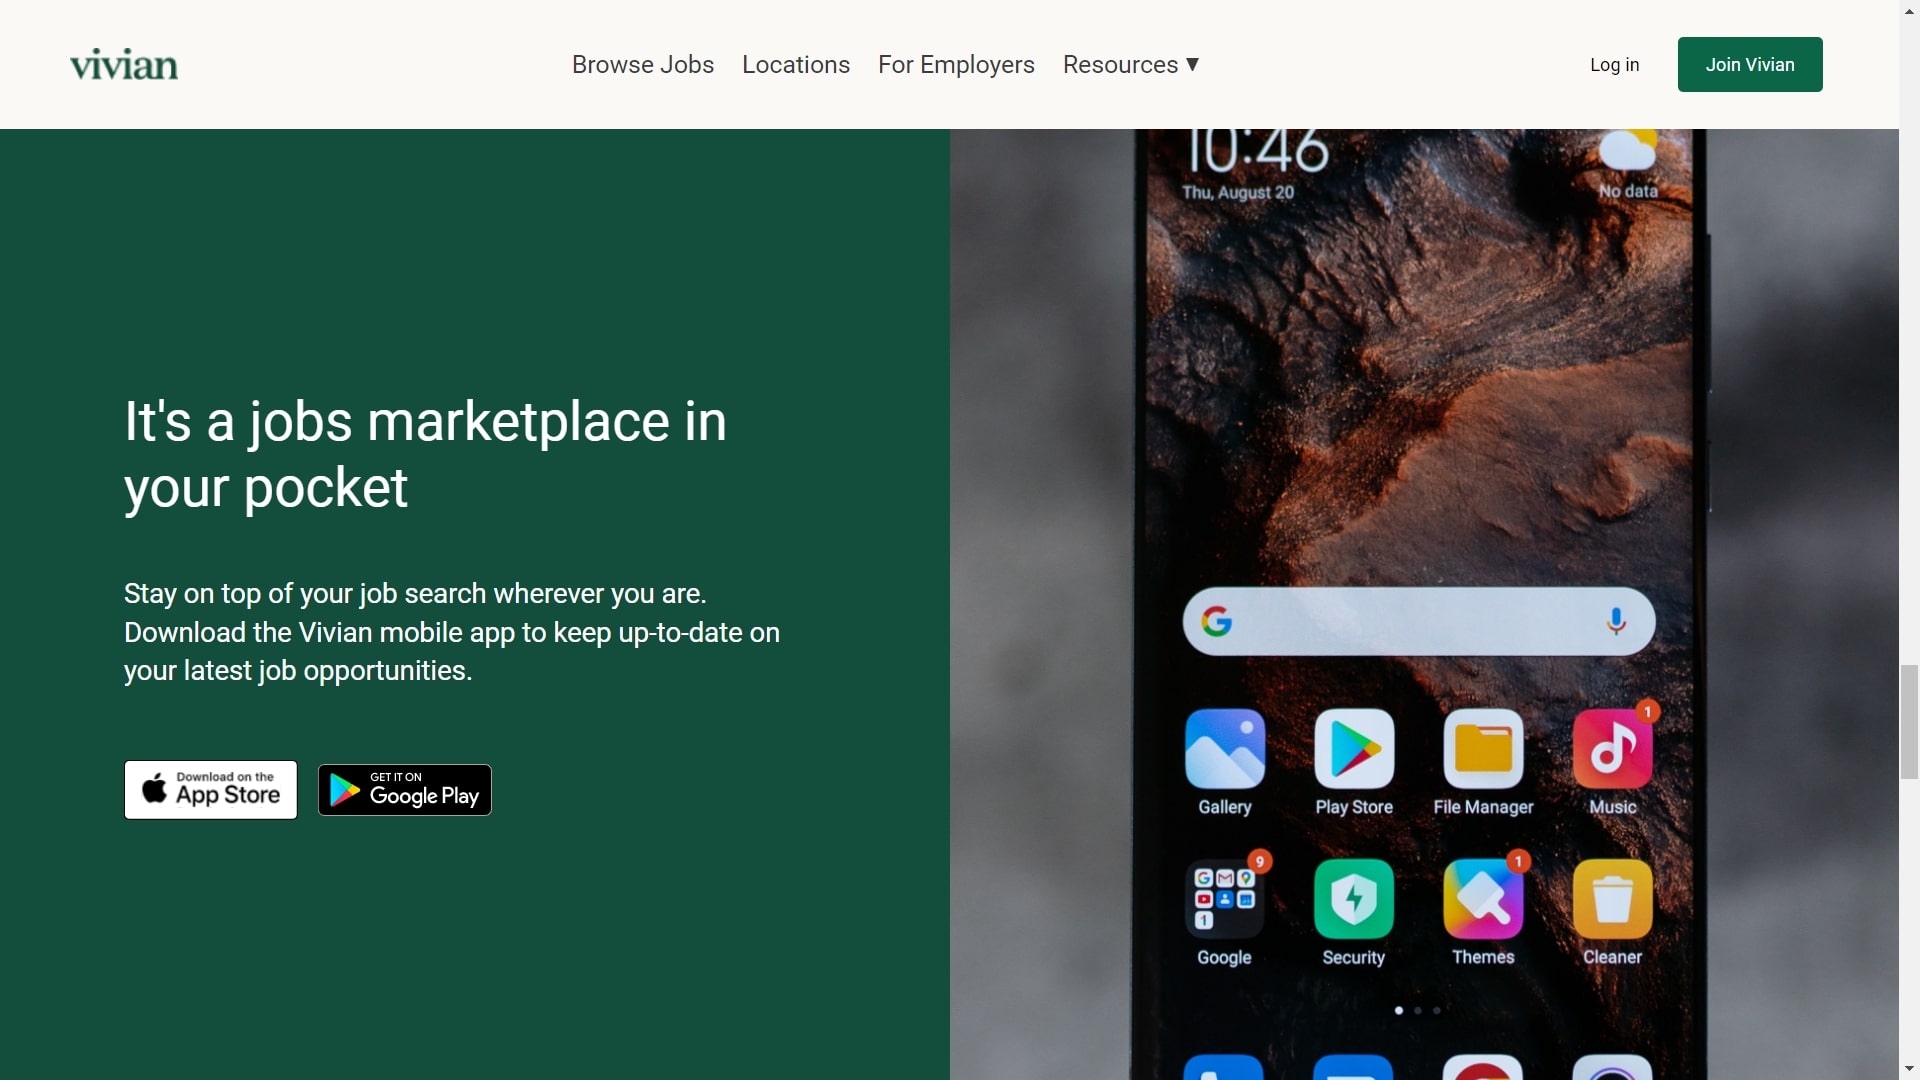 vivian
Browse Jobs
Locations
For Employers
Resources ▼
Log in
Join Vivian
It's a jobs marketplace in
your pocket
Stay on top of your job search wherever you are.
Download the Vivian mobile app to keep up-to-date on
your latest job opportunities.
Download on the
App Store
GET IT ON
Google Play
10:46
Thu, August 20
No data
Gallery
Play Store
File Manager
1
Music
9
Google
Security
1
Themes
Cleaner